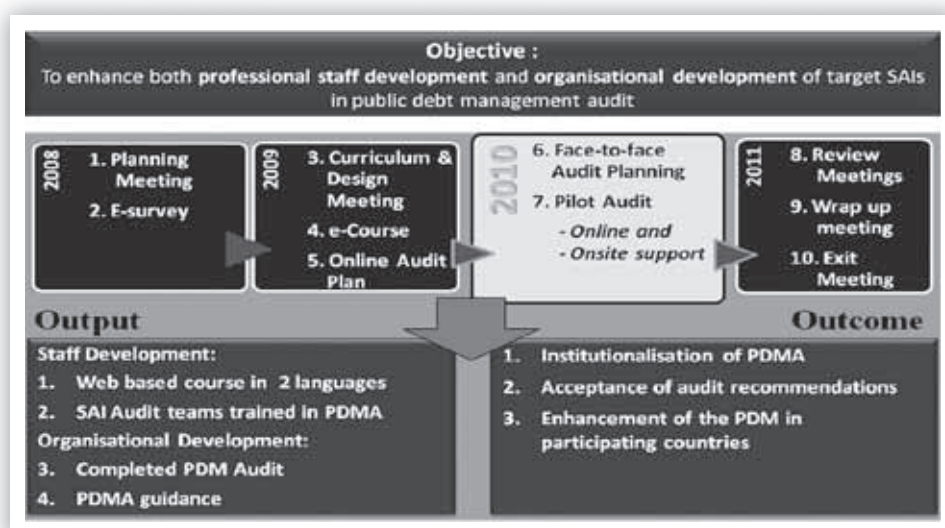 Objective :
To enhance both professional staff development and organisational development of target SAIs
in public debt management audit
2008
1. Planning
Meeting
2. E-survey
2009
3. Curriculum &
Design
Meeting
4. e-Course
5. Online Audit
Plan
2010
6. Face-to-face
Audit Planning
7. Pilot Audit
- Online and
- Onsite support
2011
8. Review
Meetings
9. Wrap up
meeting
10. Exit
Meeting
Output
Staff Development:
1. Web based course in 2 languages
2. SAI Audit teams trained in PDMA
Organisational Development:
3. Completed PDM Audit
4. PDMA guidance
Outcome
1. Institutionalisation of PDMA
2. Acceptance of audit recommendations
3. Enhancement of the PDM in
participating countries